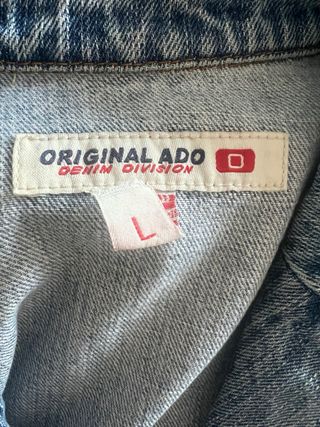 ORIGINAL ADO D
DENIM DIVISION
L